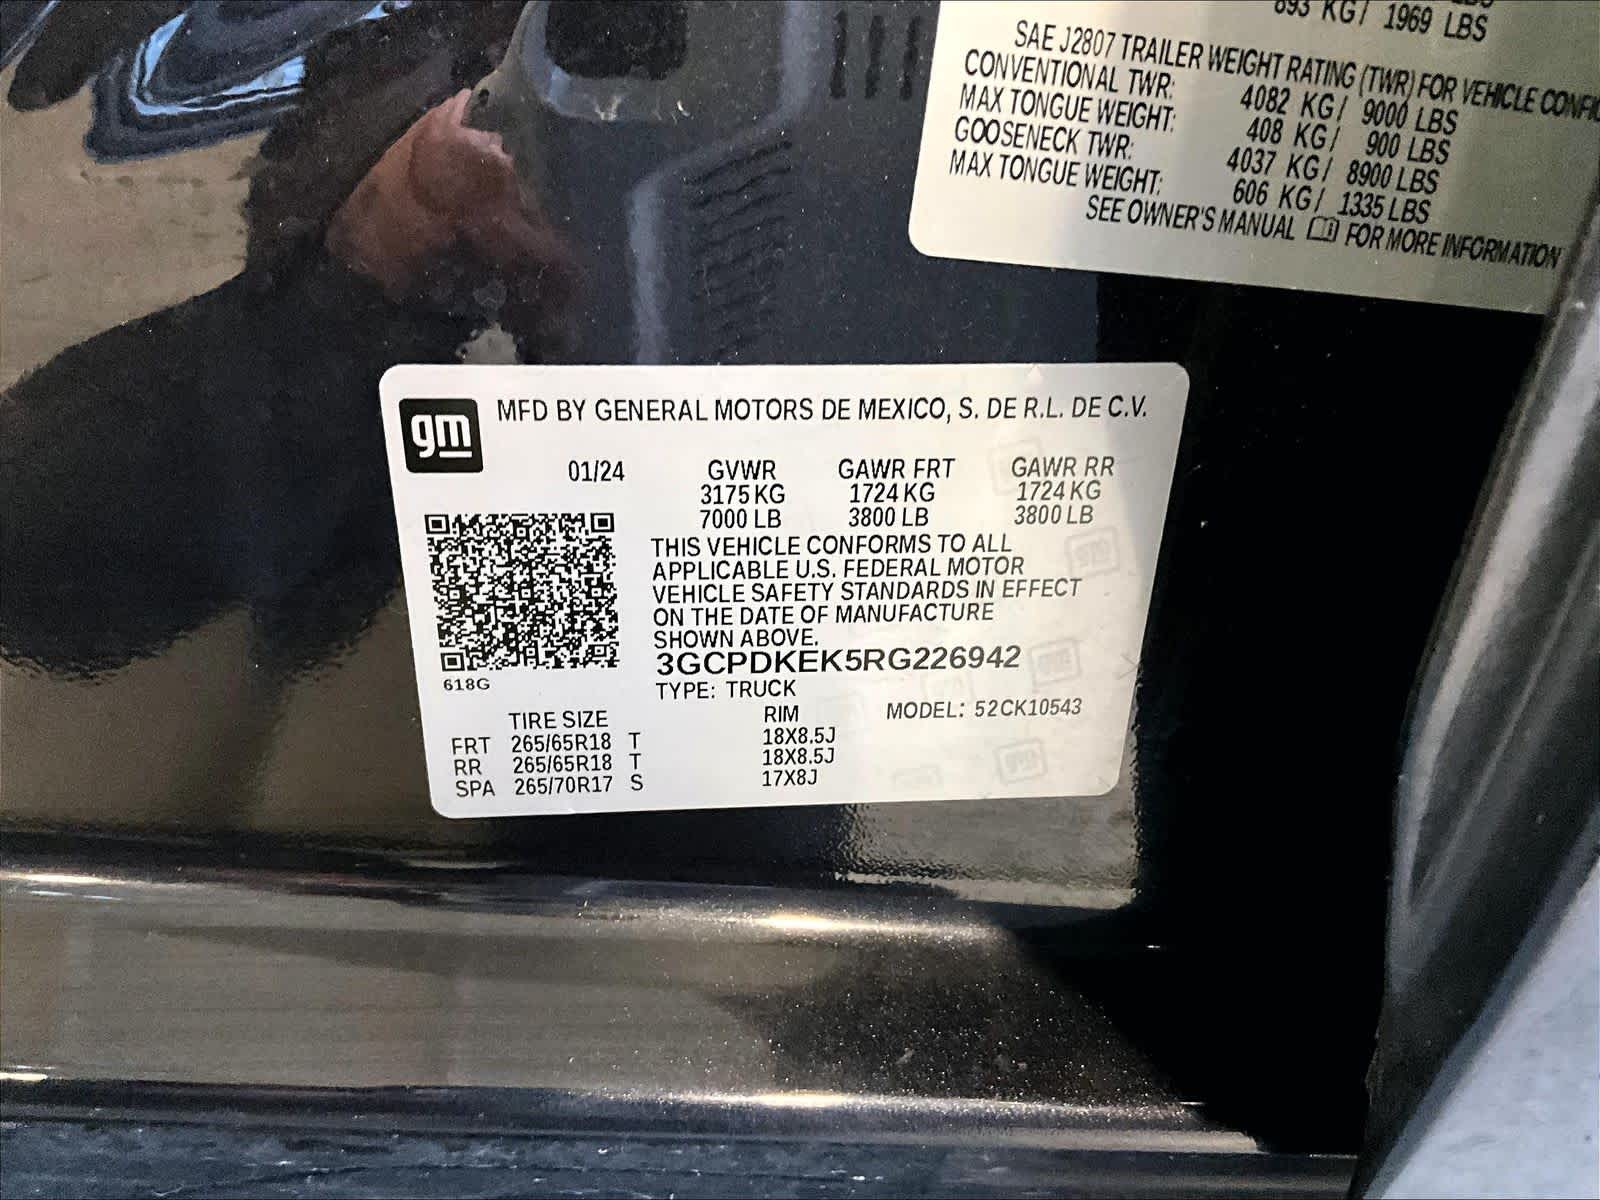 893 KG/ 1969 LBS
SAE J2807 TRAILER WEIGHT RATING (TWR) FOR VEHICLE
CONVENTIONAL TWR: 4082 KG/ 9000 LBS
MAX TONGUE WEIGHT: 408 KG/ 900 LBS
GOOSENECK TWR: 4037 KG/ 8900 LBS
MAX TONGUE WEIGHT: 606 KG/ 1335 LBS
SEE OWNER'S MANUAL FOR MORE INFORMATION
gm
MFD BY GENERAL MOTORS DE MEXICO, S. DE R.L. DE C.V.
01/24 GVWR GAWR FRT GAWR RR
3175 KG 1724 KG 1724 KG
7000 LB 3800 LB 3800 LB
THIS VEHICLE CONFORMS TO ALL
APPLICABLE U.S. FEDERAL MOTOR
VEHICLE SAFETY STANDARDS IN EFFECT
ON THE DATE OF MANUFACTURE
SHOWN ABOVE.
3GCPDKEK5RG226942
618G
TYPE: TRUCK
MODEL: 52CK10543
TIRE SIZE RIM
FRT 265/65R18 T 18X8.5J
RR 265/65R18 T 18X8.5J
SPA 265/70R17 S 17X8J